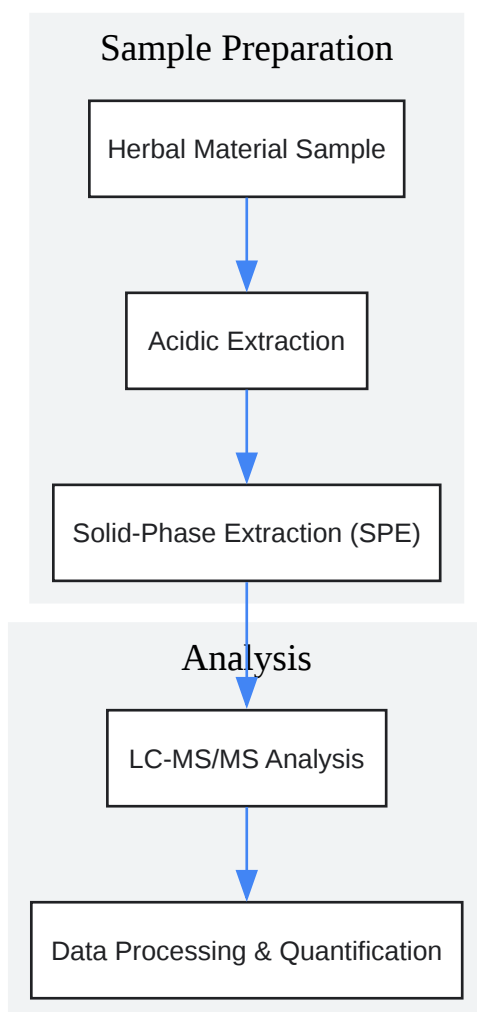 Sample Preparation
Herbal Material Sample
Acidic Extraction
Solid-Phase Extraction (SPE)
Analysis
LC-MS/MS Analysis
Data Processing & Quantification